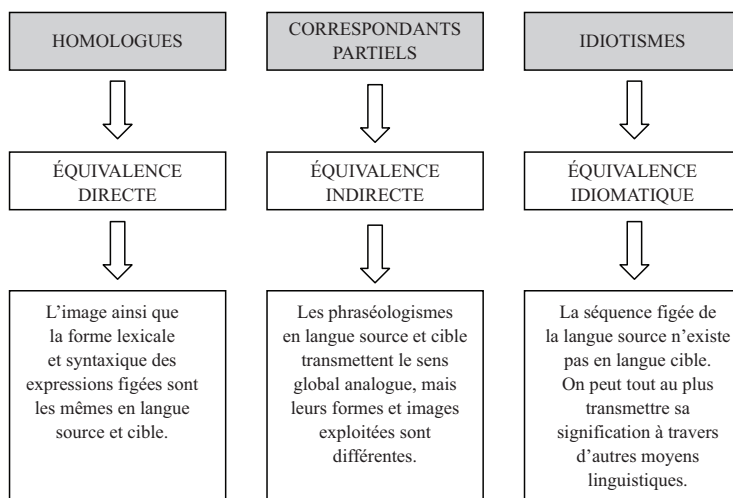 HOMOLOGUES
CORRESPONDANTS
PARTIELS
IDIOTISMES
ÉQUIVALENCE
DIRECTE
ÉQUIVALENCE
INDIRECTE
ÉQUIVALENCE
IDIOMATIQUE
L’image ainsi que
la forme lexicale
et syntaxique des
expressions figées sont
les mêmes en langue
source et cible.
Les phraséologismes
en langue source et cible
transmettent le sens
global analogue, mais
leurs formes et images
exploitées sont
différentes.
La séquence figée de
la langue source n’existe
pas en langue cible.
On peut tout au plus
transmettre sa
signification à travers
d’autres moyens
linguistiques.